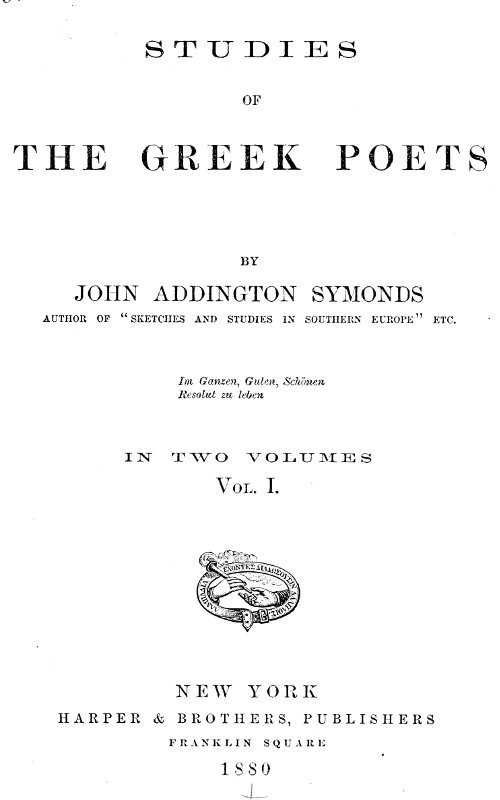 STUDIES
OF
THE GREEK POETS
BY
JOHN ADDINGTON SYMONDS
AUTHOR OF "SKETCHES AND STUDIES IN SOUTHERN EUROPE" ETC.
Im Ganzen, Guten, Schönen
Resolut zu leben
IN TWO VOLUMES
VOL. I.
NEW YORK
HARPER & BROTHERS, PUBLISHERS
FRANKLIN SQUARE
1880